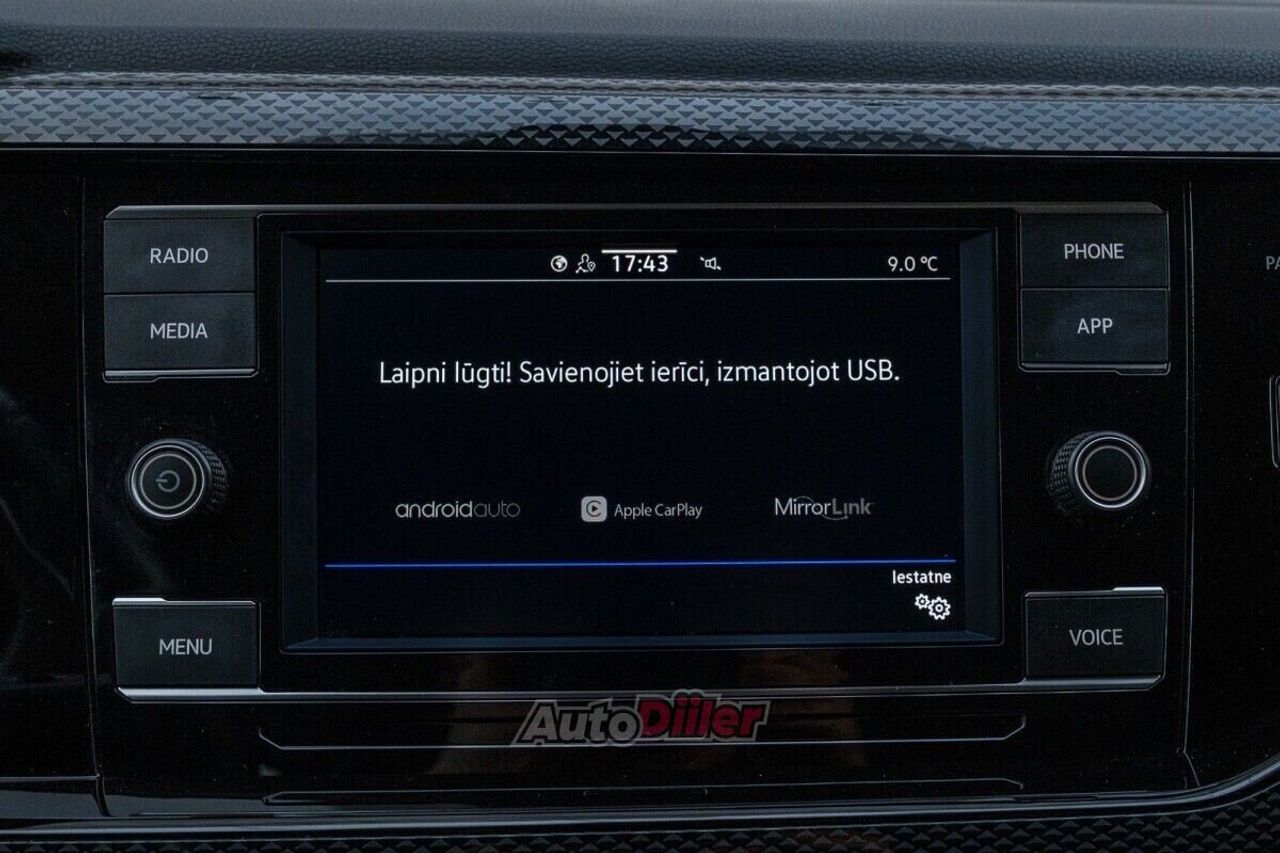 RADIO
MEDIA
MENU
17:43
9.0 °C
Laipni lūgti! Savienojiet ierīci, izmantojot USB.
androidauto
Apple CarPlay
MirrorLink
Iestatne
PHONE
APP
VOICE
AutoDiiler